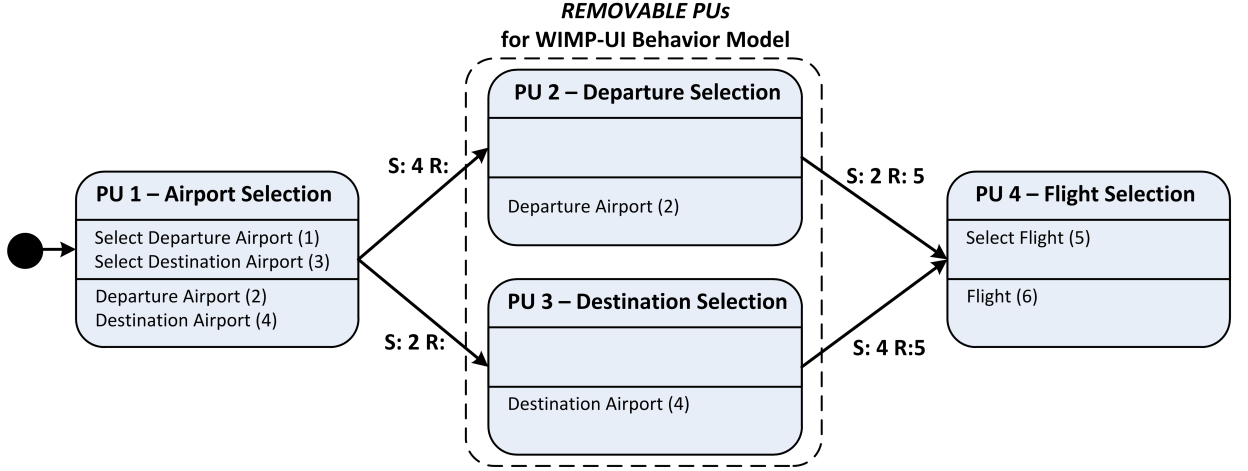 REMOVABLE PUs
for WIMP-UI Behavior Model
PU 1 – Airport Selection
Select Departure Airport (1)
Select Destination Airport (3)
Departure Airport (2)
Destination Airport (4)
S: 4 R:
S: 2 R:
PU 2 – Departure Selection
Departure Airport (2)
PU 3 – Destination Selection
Destination Airport (4)
S: 2 R: 5
S: 4 R:5
PU 4 – Flight Selection
Select Flight (5)
Flight (6)